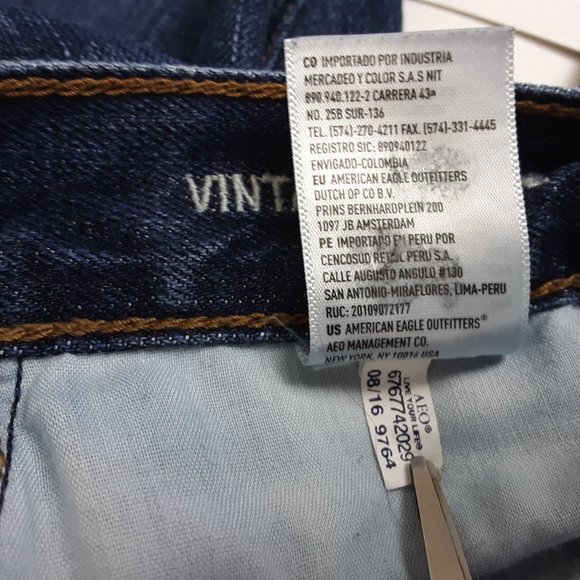 CO IMPORTADO POR INDUSTRIA
MERCADEO Y COLOR S.A.S NIT
890.940.122-2 CARRERA 43ª
NO. 25B SUR-136
TEL. (574)-270-4211 FAX. (574)-331-4445
REGISTRO SIC: 890940122
ENVIGADO-COLOMBIA
EU AMERICAN EAGLE OUTFITTERS
DUTCH OP CO B.V.
PRINS BERNHARDPLEIN 200
1097 JB AMSTERDAM
PE IMPORTADO EN PERU POR
CENCOSUD RETAIL PERU S.A.
CALLE AUGUSTO ANGULO #130
SAN ANTONIO-MIRAFLORES, LIMA-PERU
RUC: 20109072177
US AMERICAN EAGLE OUTFITTERS®
AEO MANAGEMENT CO.
NEW YORK, NY 10016 USA
VINT
AEO®
LIVE YOUR LIFE®
6767742029
08/16 9764